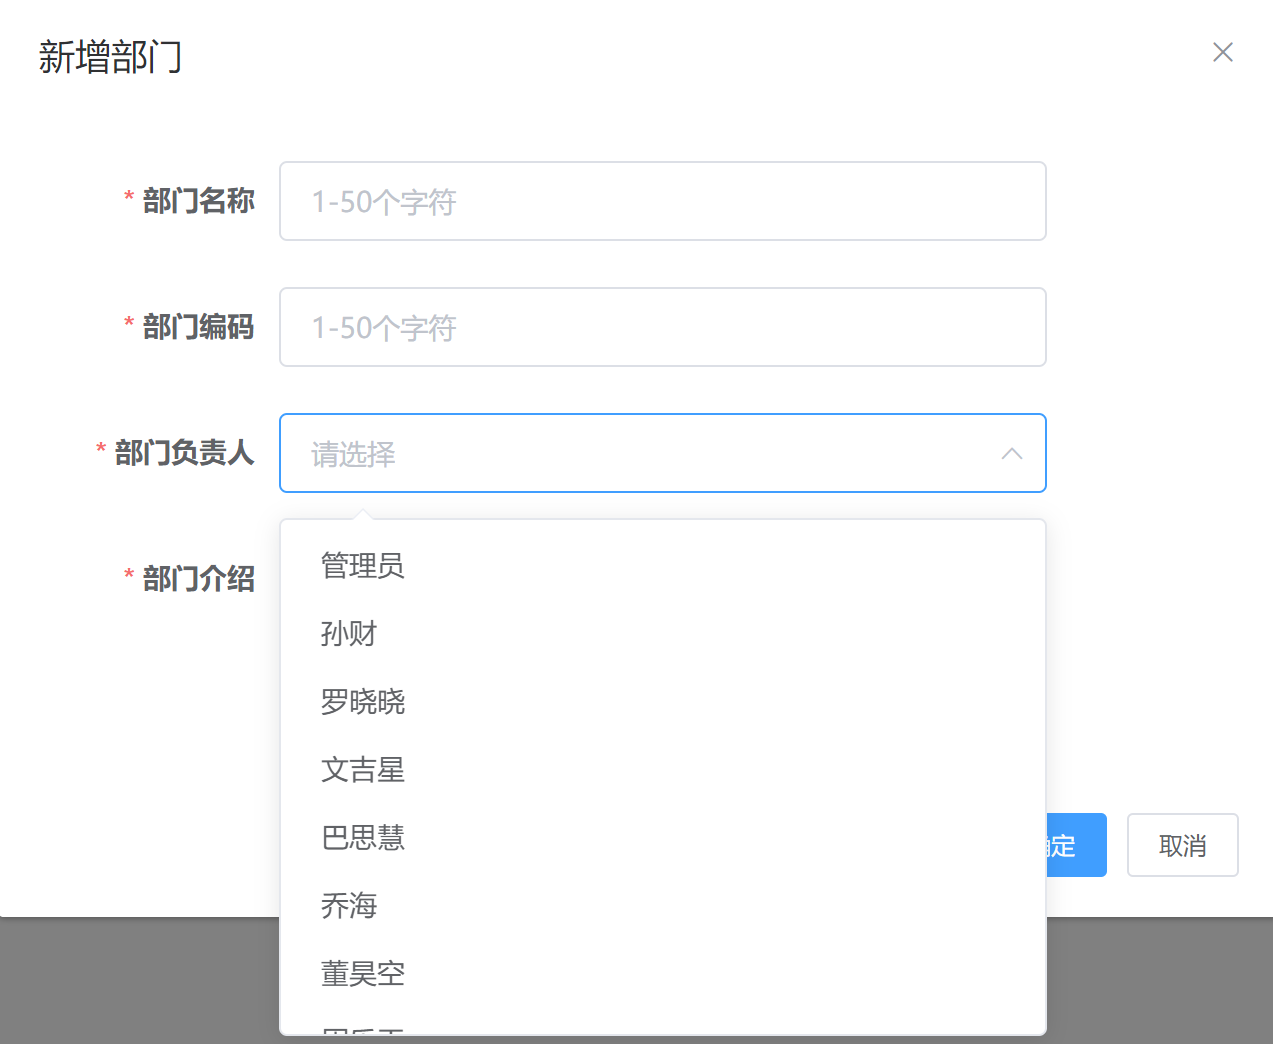 新增部门
* 部门名称
1-50个字符
* 部门编码
1-50个字符
* 部门负责人
请选择
* 部门介绍
管理员
孙财
罗晓晓
文吉星
巴思慧
乔海
董昊空
定
取消